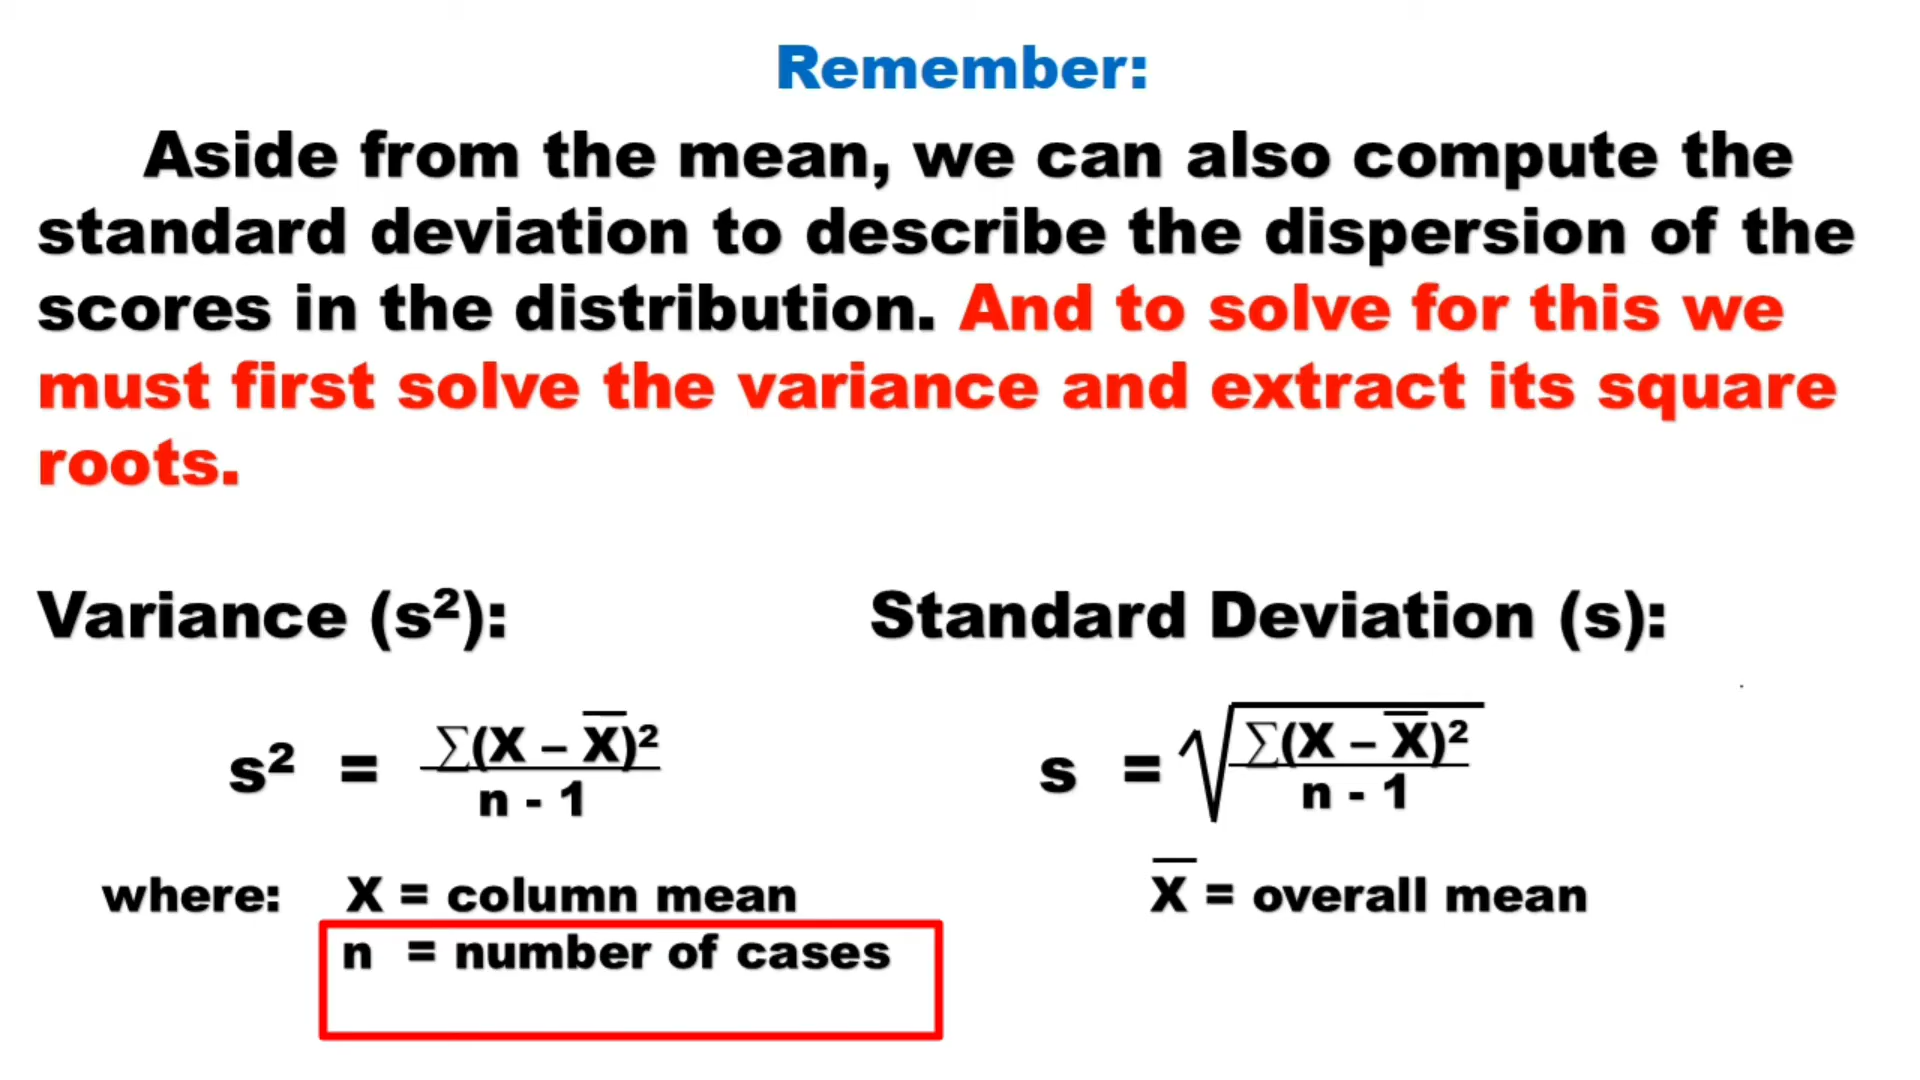 Remember:
Aside from the mean, we can also compute the
standard deviation to describe the dispersion of the
scores in the distribution. And to solve for this we
must first solve the variance and extract its square
roots.
Variance (s²): Standard Deviation (s):
s² = ∑(X – X̅)² / n - 1 s = √∑(X – X̅)² / n - 1
where: X = column mean X̅ = overall mean
n = number of cases